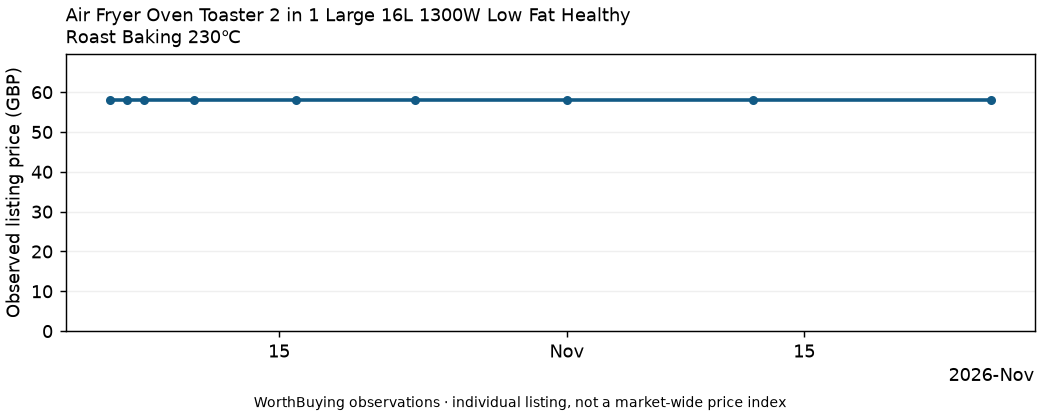 Air Fryer Oven Toaster 2 in 1 Large 16L 1300W Low Fat Healthy
Roast Baking 230℃
Observed listing price (GBP)
60
50
40
30
20
10
0
15
Nov
15
2026-Nov
WorthBuying observations · individual listing, not a market-wide price index